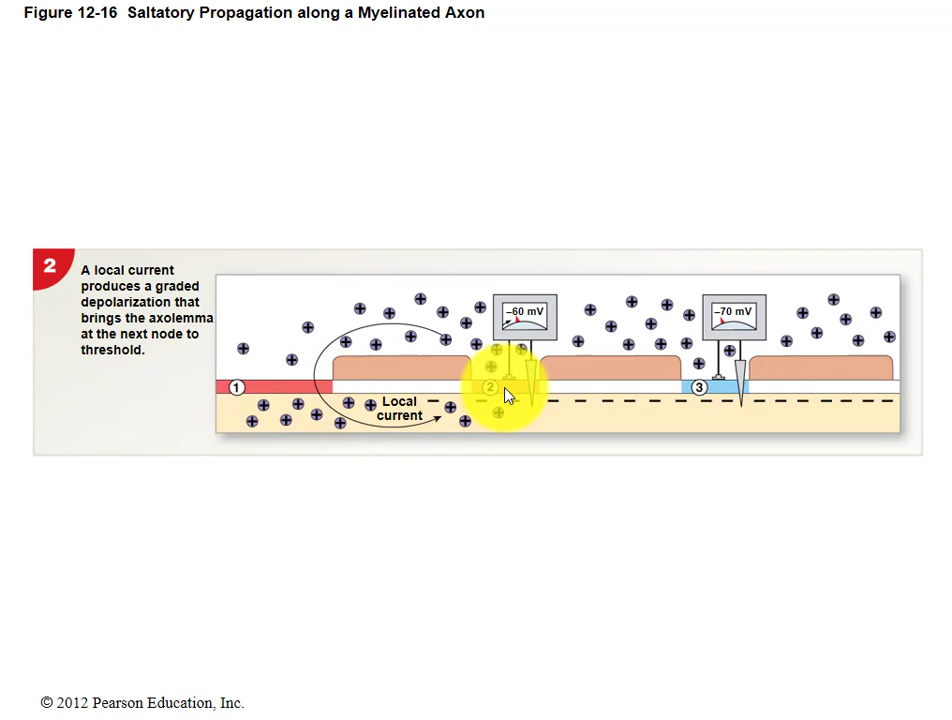 Figure 12-16 Saltatory Propagation along a Myelinated Axon
2
A local current
produces a graded
depolarization that
brings the axolemma
at the next node to
threshold.
–60 mV
–70 mV
1
2
3
Local
current
© 2012 Pearson Education, Inc.